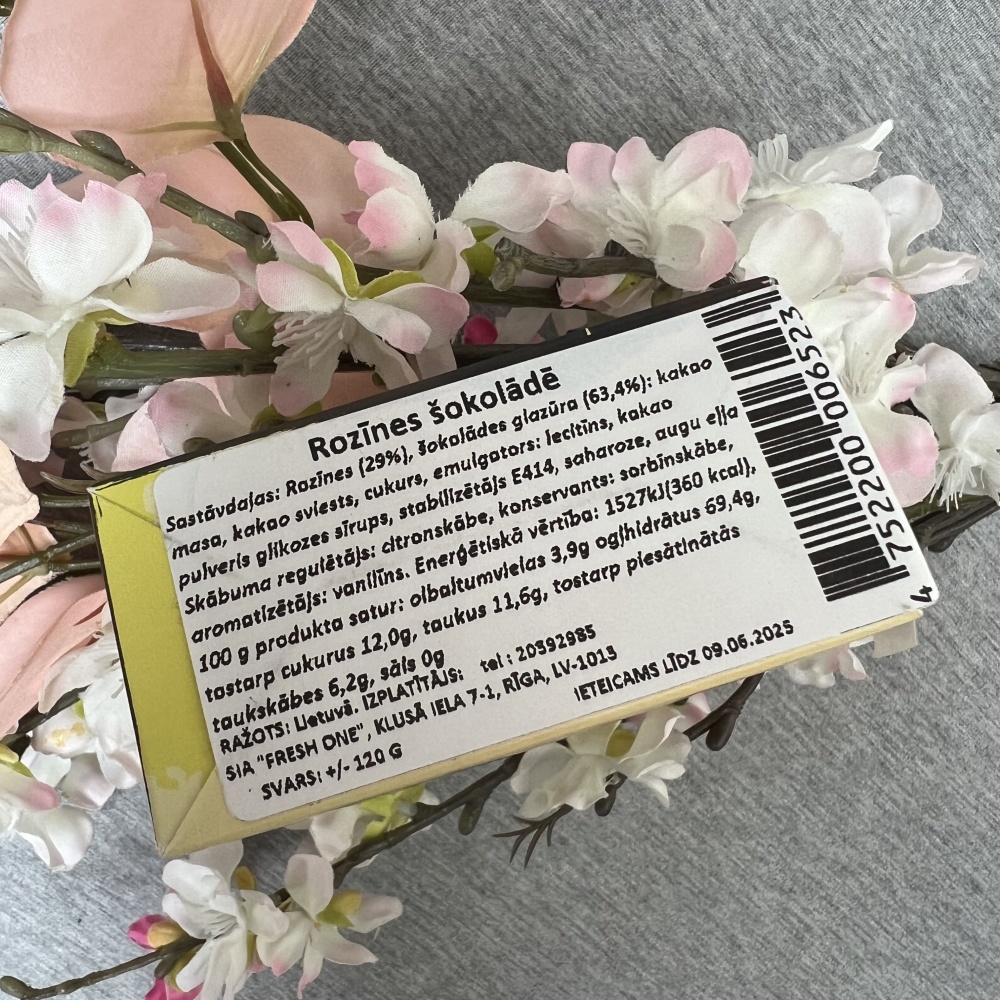 Rozīnes šokolādē
Sastāvdaļas: Rozīnes (29%), šokolādes glazūra (63,4%): kakao
masa, kakao sviests, cukurs, emulgators: lecitīns, kakao
pulveris glikozes sīrups, stabilizētājs E414, saharoze, augu eļļa
Skābuma regulētājs: citronskābe, konservants: sorbīnskābe,
aromatizētājs: vanilīns. Enerģētiskā vērtība: 1527kJ(360 kcal).
100 g produkta satur: olbaltumvielas 3,9g ogļhidrātus 69,4g,
tostarp cukurus 12,0g, taukus 11,6g, tostarp piesātinātās
taukskābes 6,2g, sāls 0g
RAŽOTS: Lietuvā. IZPLATĪTĀJS: tel: 20592985
SIA "FRESH ONE", KLUSĀ IELA 7-1, RĪGA, LV-1015
SVARS: +/- 120 G IETEICAMS LĪDZ 09.06.2025
4 752200 006523